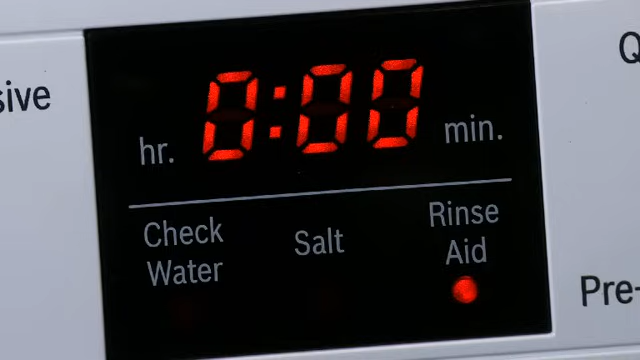 sive
hr. 0:00 min.
Check Water
Salt
Rinse Aid
Q
Pre-